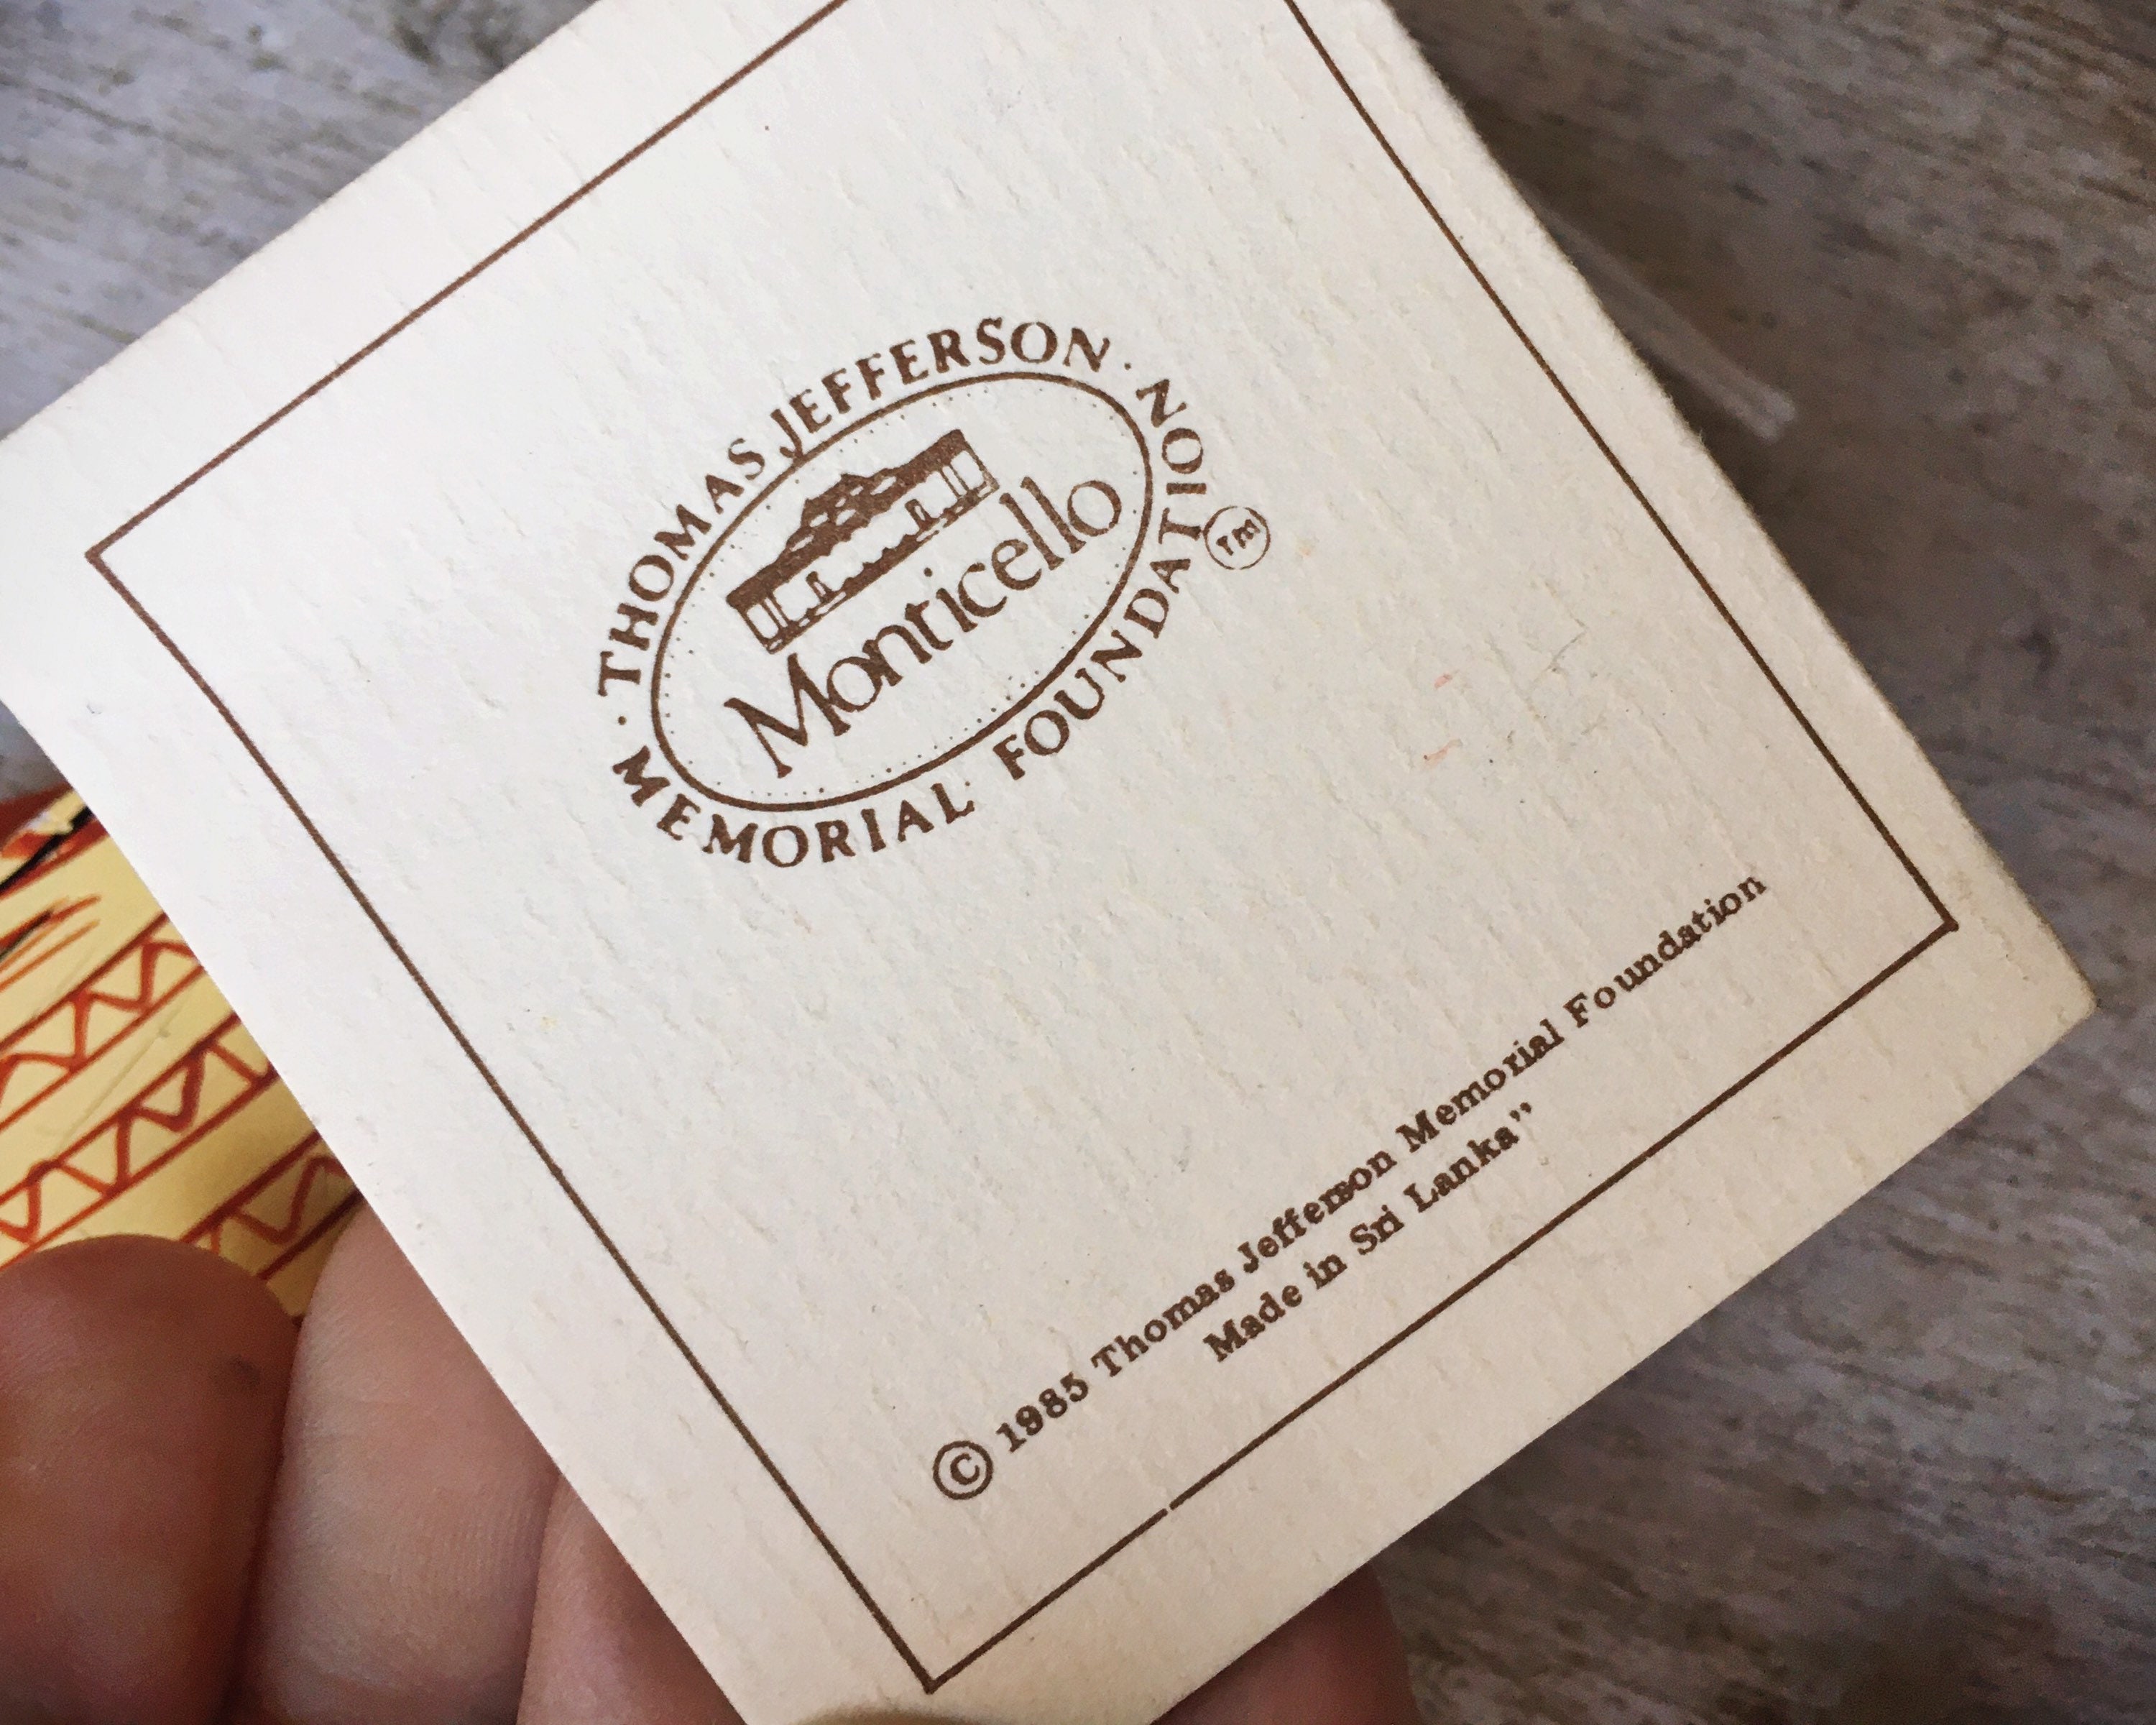 · THOMAS JEFFERSON ·
Monticello
MEMORIAL FOUNDATION
TM
© 1985 Thomas Jefferson Memorial Foundation
Made in Sri Lanka”